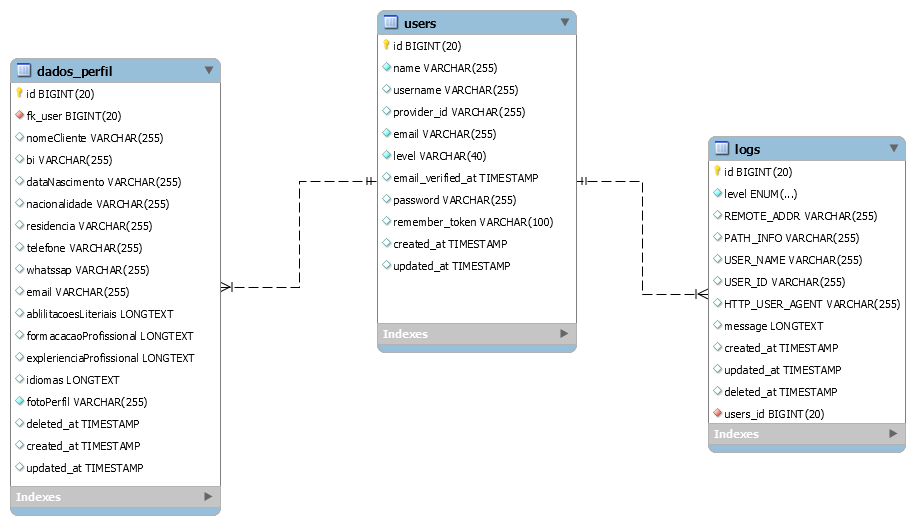 dados_perfil
id BIGINT(20)
fk_user BIGINT(20)
nomeCliente VARCHAR(255)
bi VARCHAR(255)
dataNascimento VARCHAR(255)
nacionalidade VARCHAR(255)
residencia VARCHAR(255)
telefone VARCHAR(255)
whatssap VARCHAR(255)
email VARCHAR(255)
ablilitacoesLiteriais LONGTEXT
formacacaoProfissional LONGTEXT
explerienciaProfissional LONGTEXT
idiomas LONGTEXT
fotoPerfil VARCHAR(255)
deleted_at TIMESTAMP
created_at TIMESTAMP
updated_at TIMESTAMP
Indexes
users
id BIGINT(20)
name VARCHAR(255)
username VARCHAR(255)
provider_id VARCHAR(255)
email VARCHAR(255)
level VARCHAR(40)
email_verified_at TIMESTAMP
password VARCHAR(255)
remember_token VARCHAR(100)
created_at TIMESTAMP
updated_at TIMESTAMP
Indexes
logs
id BIGINT(20)
level ENUM(...)
REMOTE_ADDR VARCHAR(255)
PATH_INFO VARCHAR(255)
USER_NAME VARCHAR(255)
USER_ID VARCHAR(255)
HTTP_USER_AGENT VARCHAR(255)
message LONGTEXT
created_at TIMESTAMP
updated_at TIMESTAMP
deleted_at TIMESTAMP
users_id BIGINT(20)
Indexes